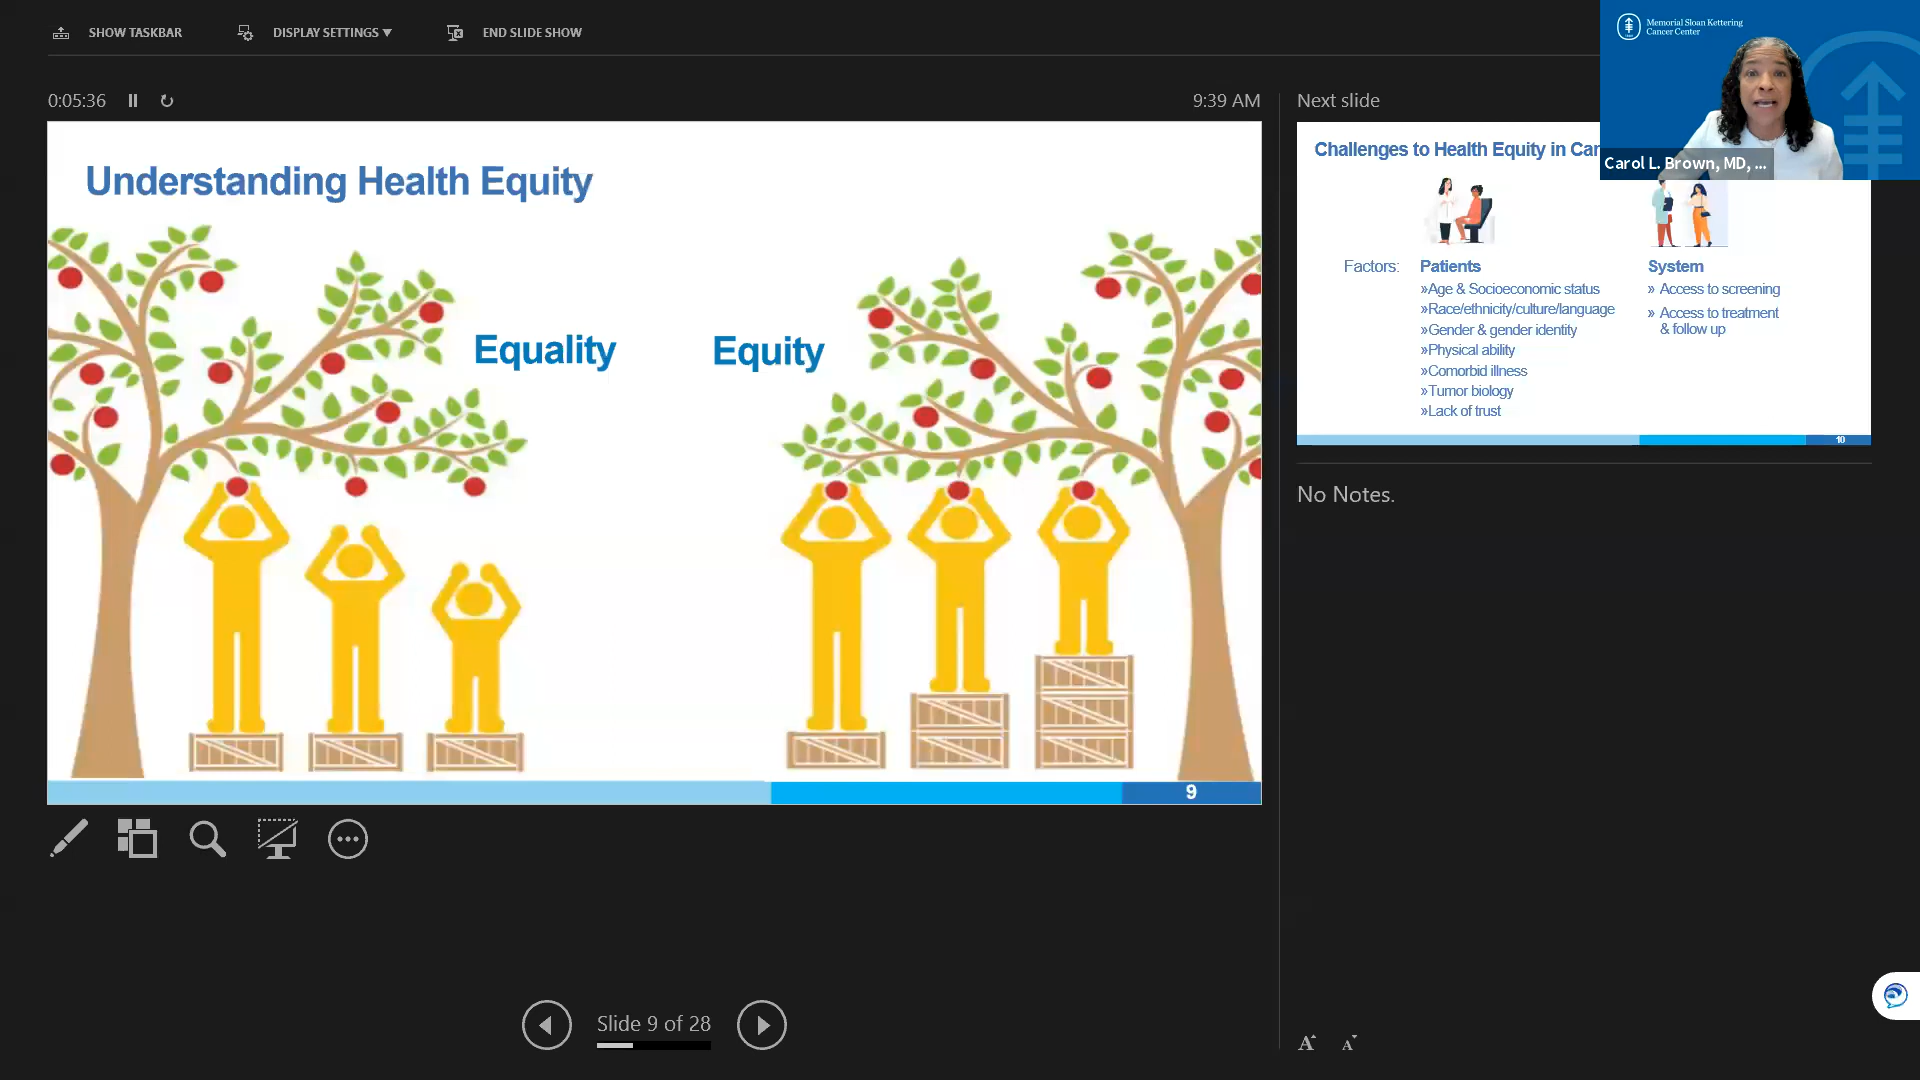 SHOW TASKBAR
DISPLAY SETTINGS ▼
END SLIDE SHOW
Memorial Sloan Kettering
Cancer Center
Carol L. Brown, MD, ...
0:05:36
9:39 AM
Understanding Health Equity
Equality
Equity
9
Next slide
Challenges to Health Equity in
Factors:
Patients
»Age & Socioeconomic status
»Race/ethnicity/culture/language
»Gender & gender identity
»Physical ability
»Comorbid illness
»Tumor biology
»Lack of trust
System
» Access to screening
» Access to treatment
& follow up
10
No Notes.
Slide 9 of 28
A
A